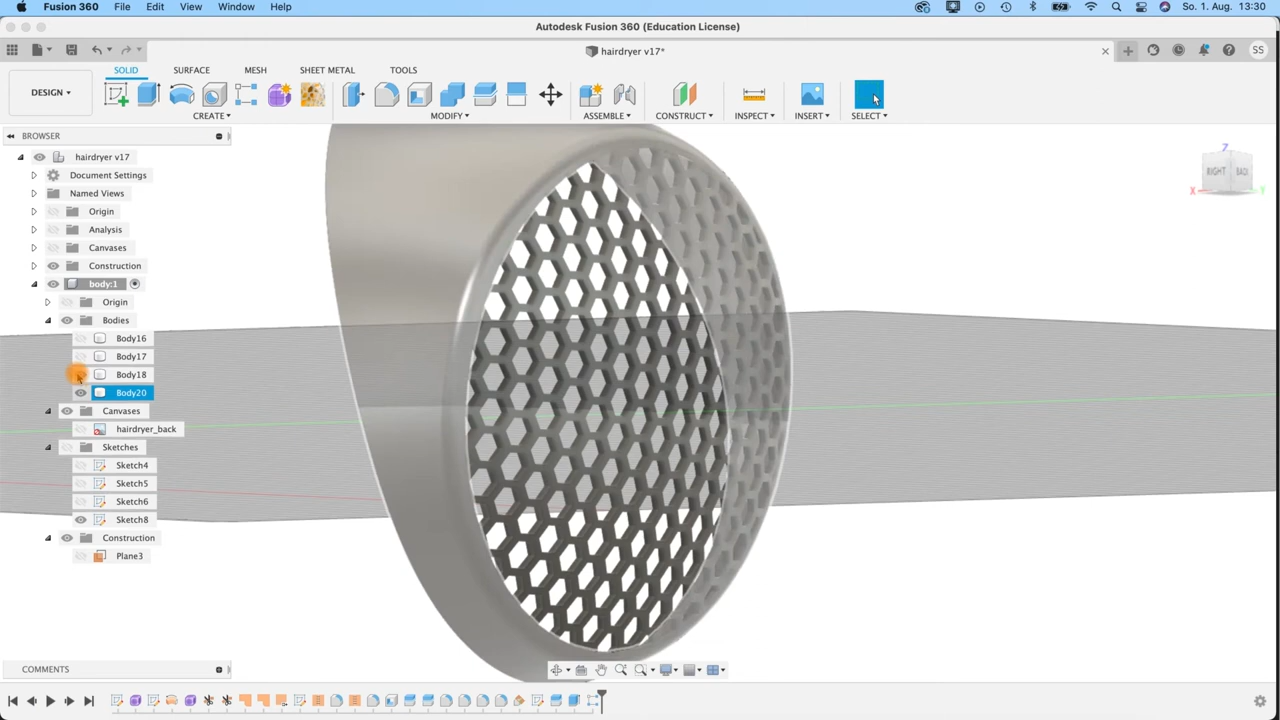 Fusion 360 File Edit View Window Help So. 1. Aug. 13:30
Autodesk Fusion 360 (Education License)
hairdryer v17*
SS
SOLID SURFACE MESH SHEET METAL TOOLS
DESIGN
CREATE MODIFY ASSEMBLE CONSTRUCT INSPECT INSERT SELECT
BROWSER
hairdryer v17
Document Settings
Named Views
Origin
Analysis
Canvases
Construction
body:1
Origin
Bodies
Body16
Body17
Body18
Body20
Canvases
hairdryer_back
Sketches
Sketch4
Sketch5
Sketch6
Sketch8
Construction
Plane3
Z
RIGHT BACK
X Y
COMMENTS